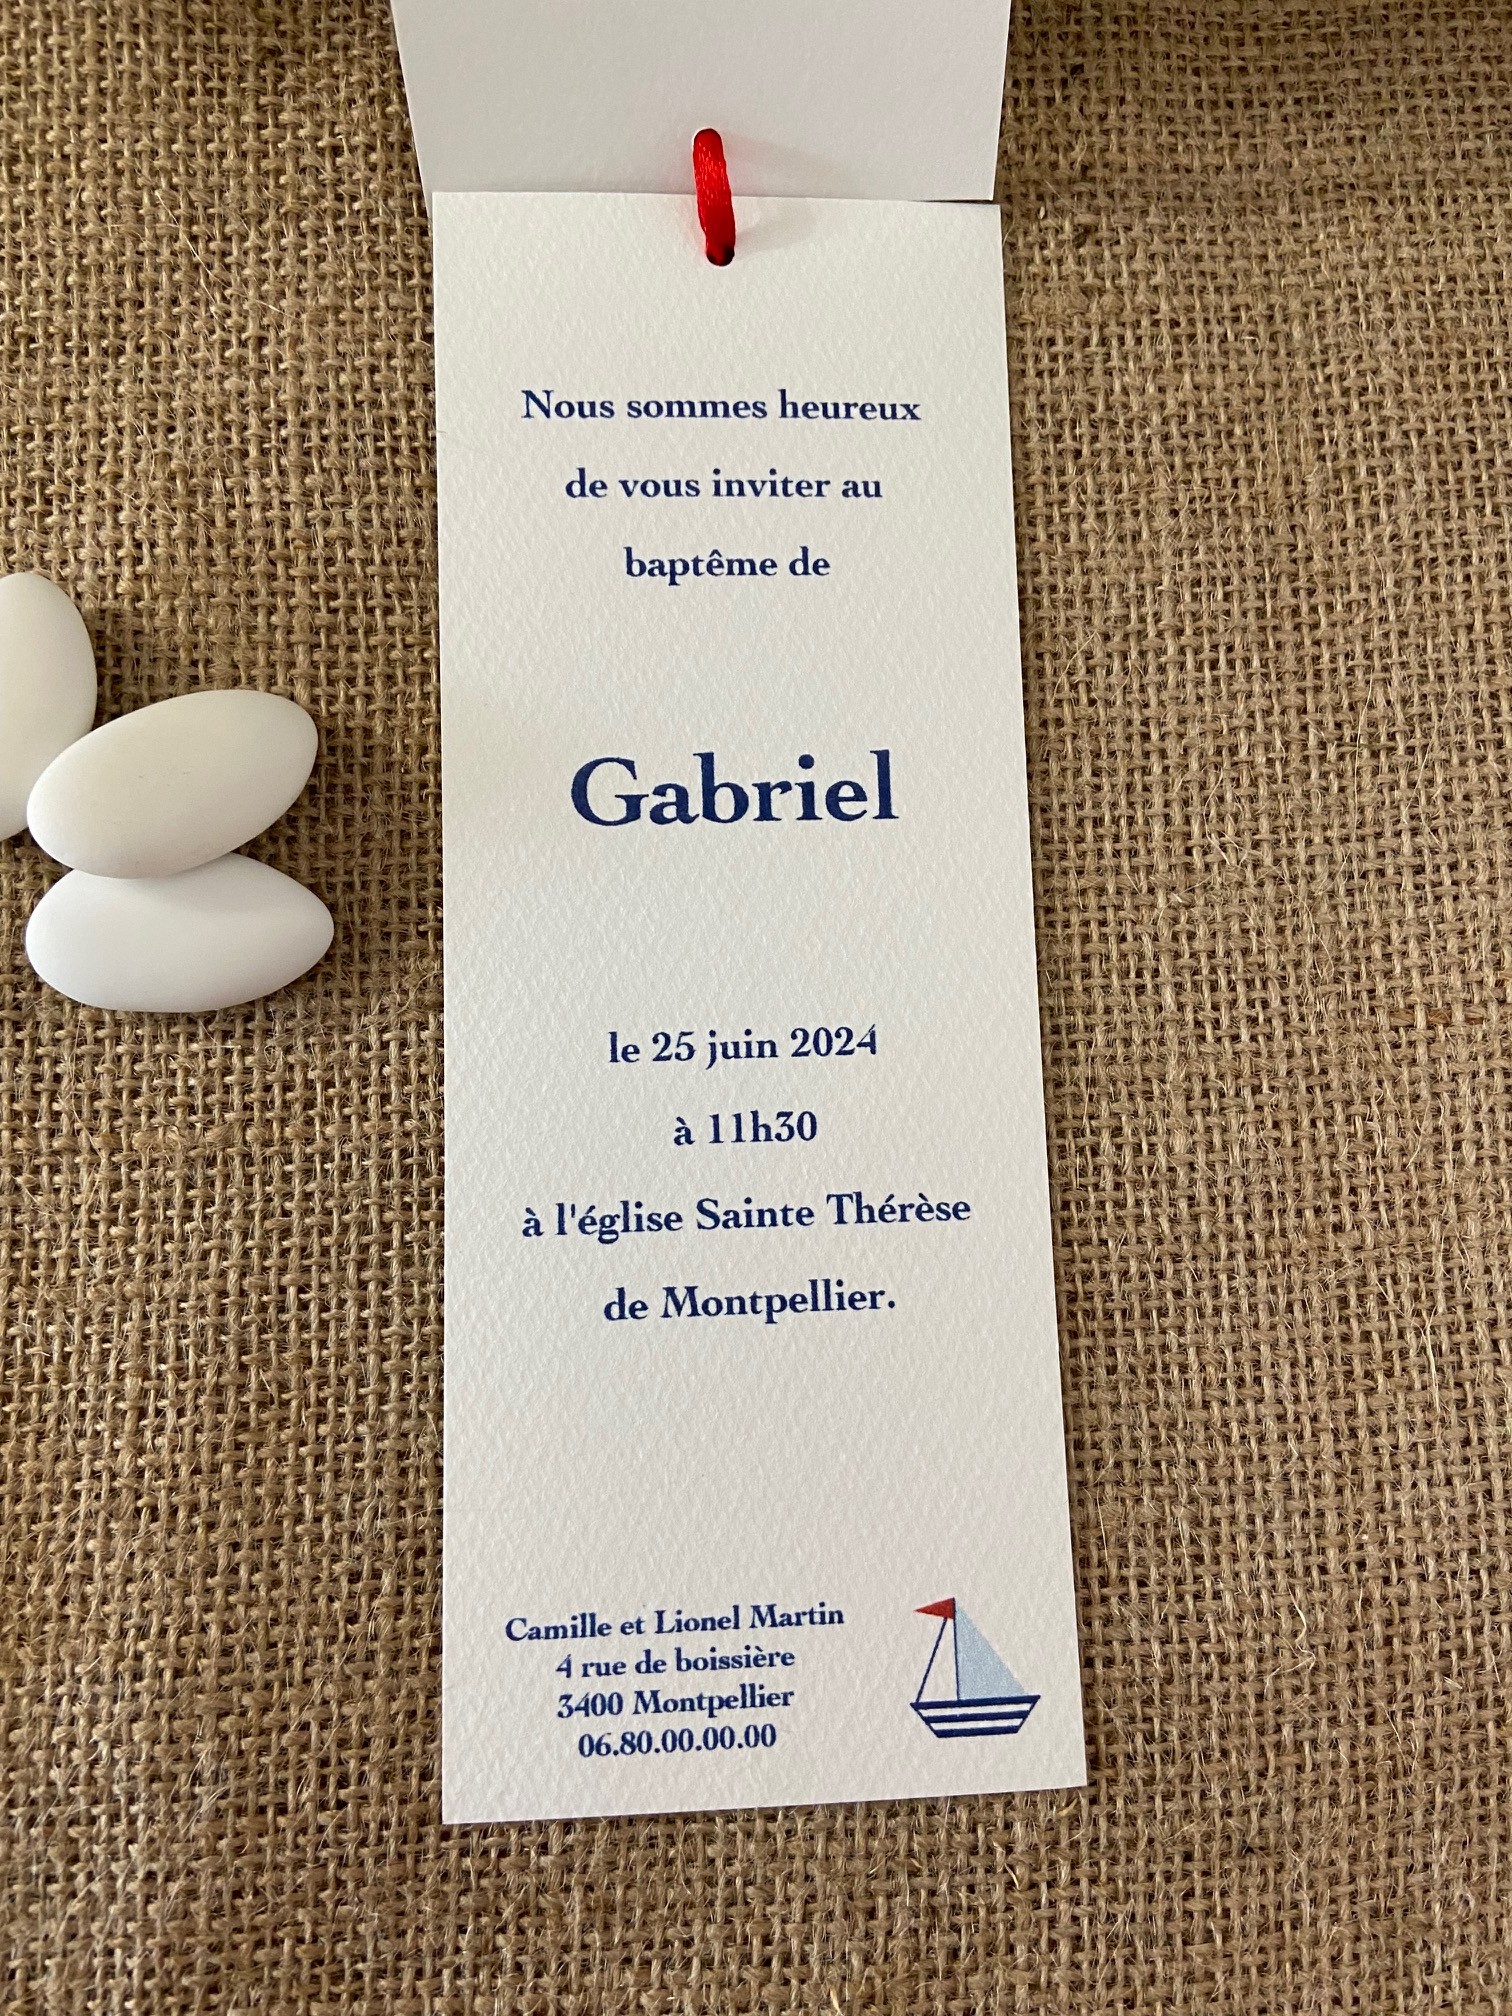 Nous sommes heureux
de vous inviter au
baptême de
Gabriel
le 25 juin 2024
à 11h30
à l'église Sainte Thérèse
de Montpellier.
Camille et Lionel Martin
4 rue de boissière
3400 Montpellier
06.80.00.00.00